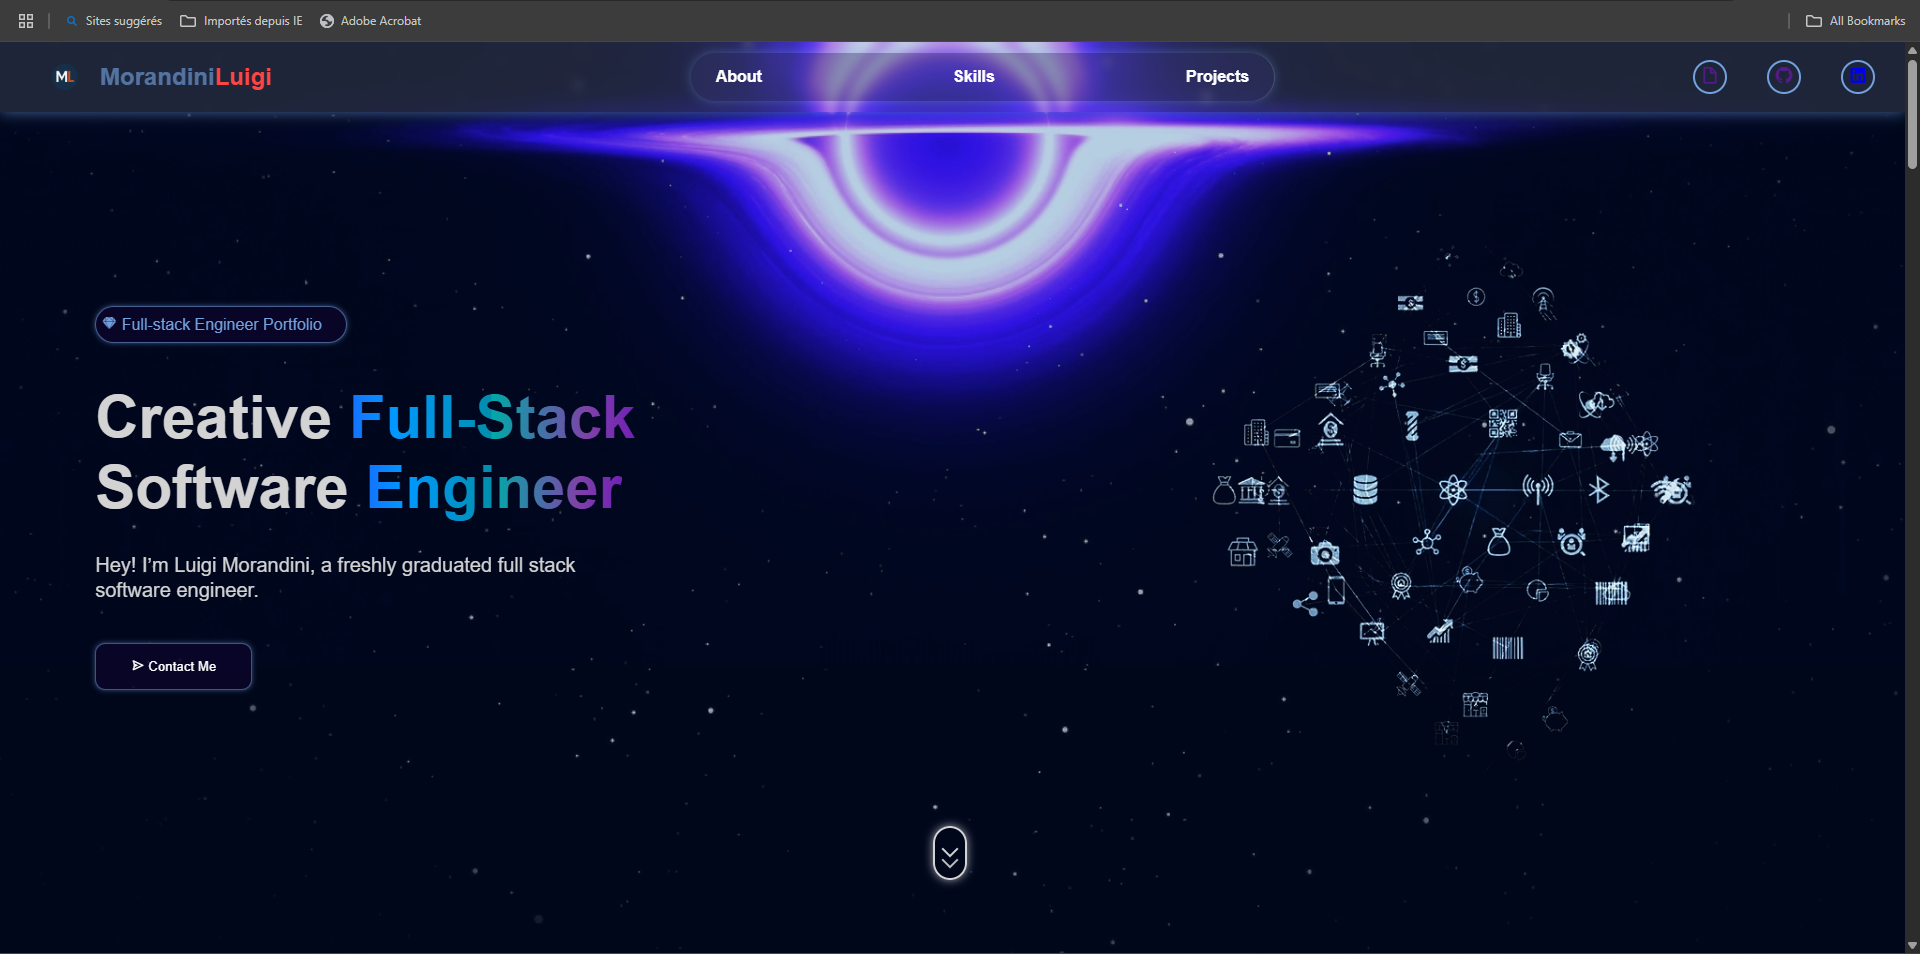 Sites suggérés
Importés depuis IE
Adobe Acrobat
All Bookmarks
ML
MorandiniLuigi
About
Skills
Projects
Full-stack Engineer Portfolio
Creative Full-Stack
Software Engineer
Hey! I'm Luigi Morandini, a freshly graduated full stack
software engineer.
Contact Me